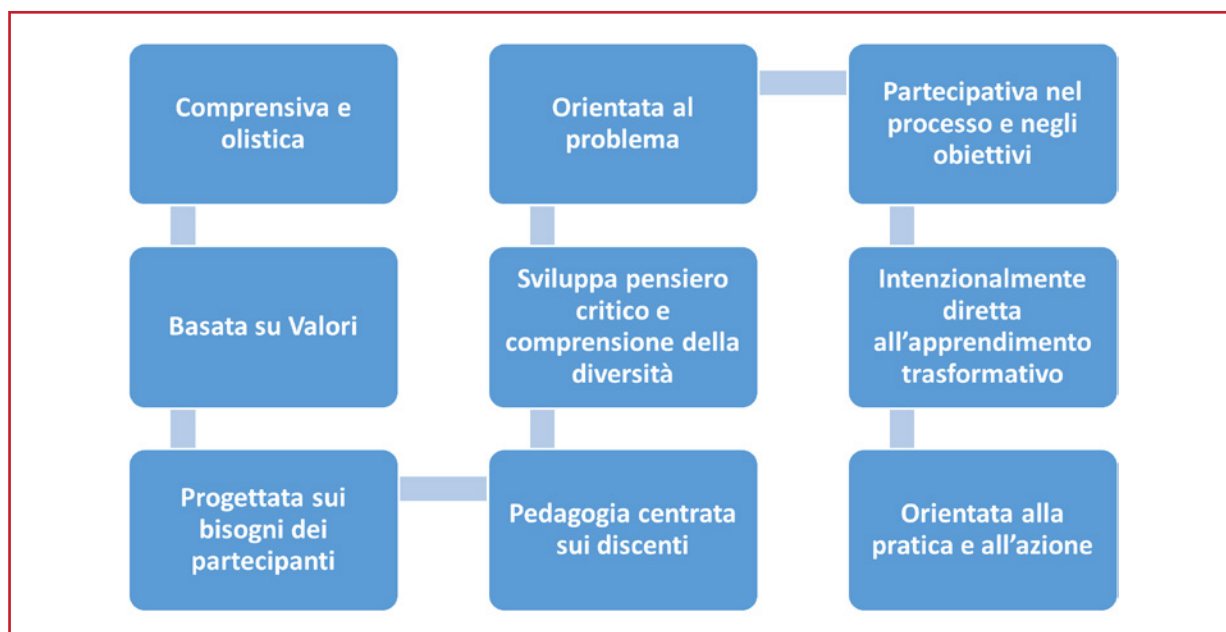 Comprensiva e
olistica
Basata su Valori
Progettata sui
bisogni dei
partecipanti
Pedagogia centrata
sui discenti
Sviluppa pensiero
critico e
comprensione della
diversità
Orientata al
problema
Partecipativa nel
processo e negli
obiettivi
Intenzionalmente
diretta
all’apprendimento
trasformativo
Orientata alla
pratica e all’azione